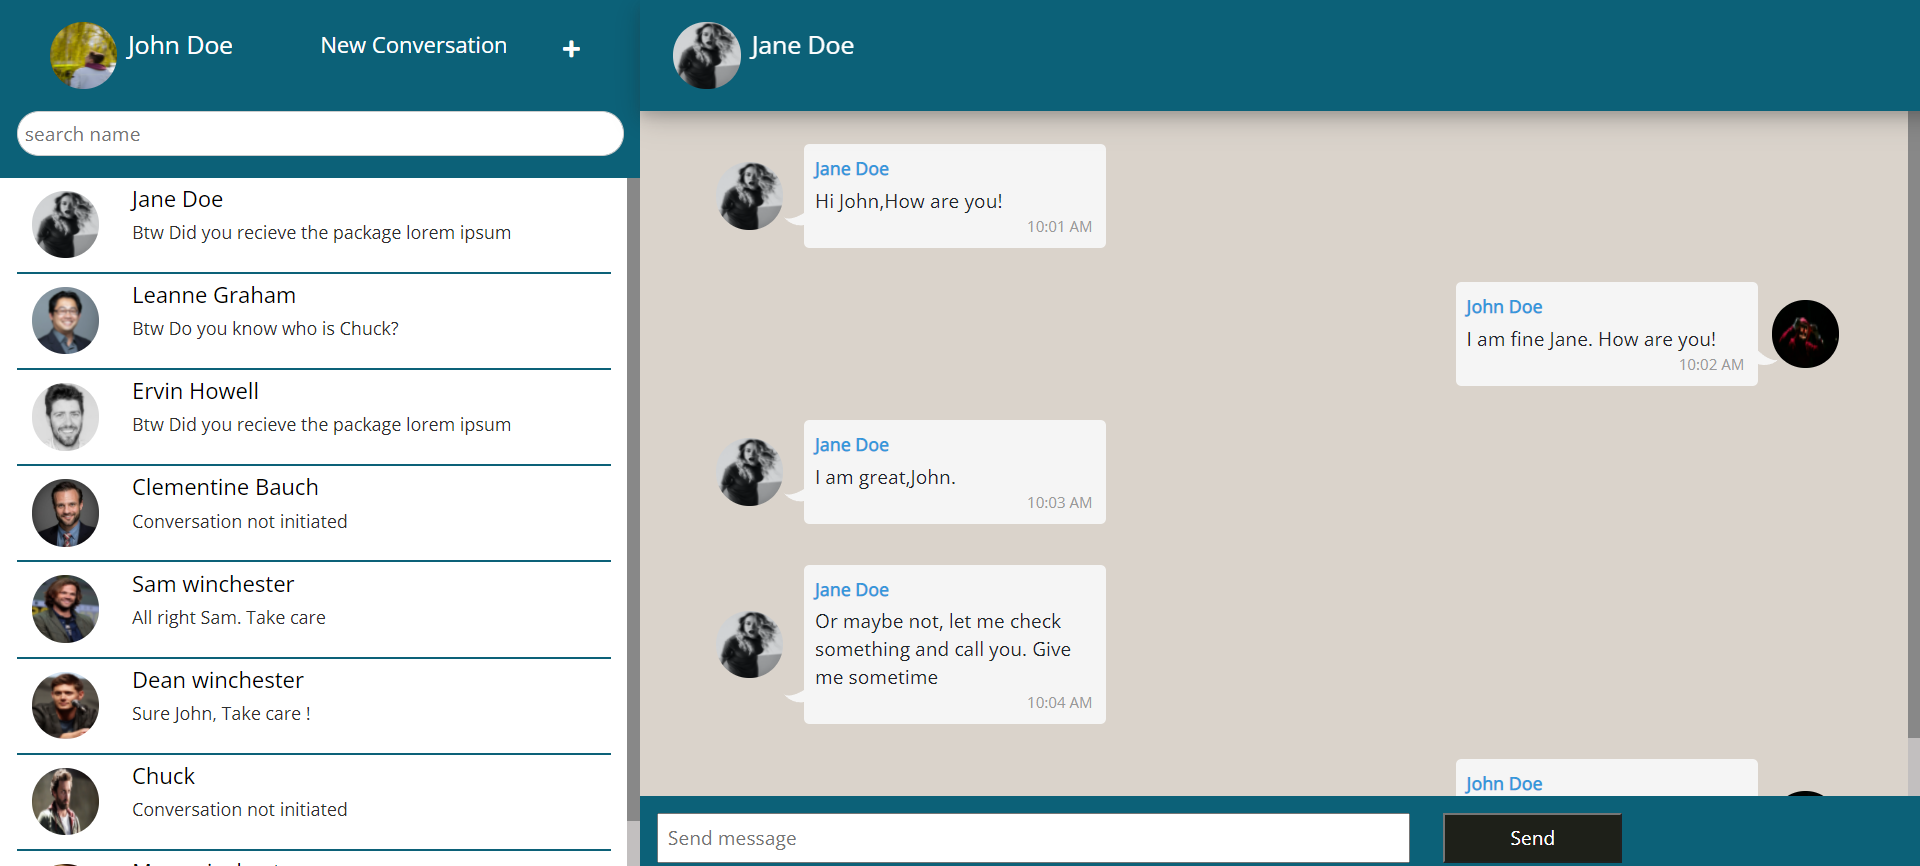 John Doe
New Conversation
+
search name
Jane Doe
Btw Did you recieve the package lorem ipsum
Leanne Graham
Btw Do you know who is Chuck?
Ervin Howell
Btw Did you recieve the package lorem ipsum
Clementine Bauch
Conversation not initiated
Sam winchester
All right Sam. Take care
Dean winchester
Sure John, Take care !
Chuck
Conversation not initiated
Jane Doe
Jane Doe
Hi John,How are you!
10:01 AM
John Doe
I am fine Jane. How are you!
10:02 AM
Jane Doe
I am great,John.
10:03 AM
Jane Doe
Or maybe not, let me check
something and call you. Give
me sometime
10:04 AM
John Doe
Send message
Send